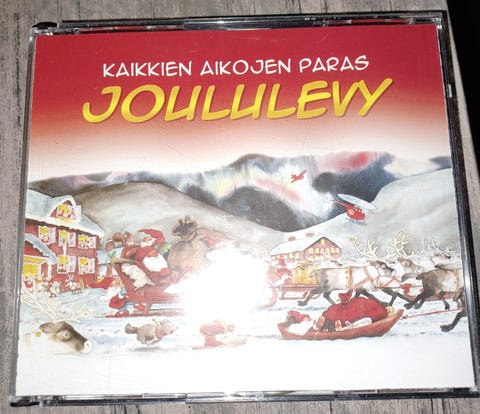 KAIKKIEN AIKOJEN PARAS
JOULULEVY